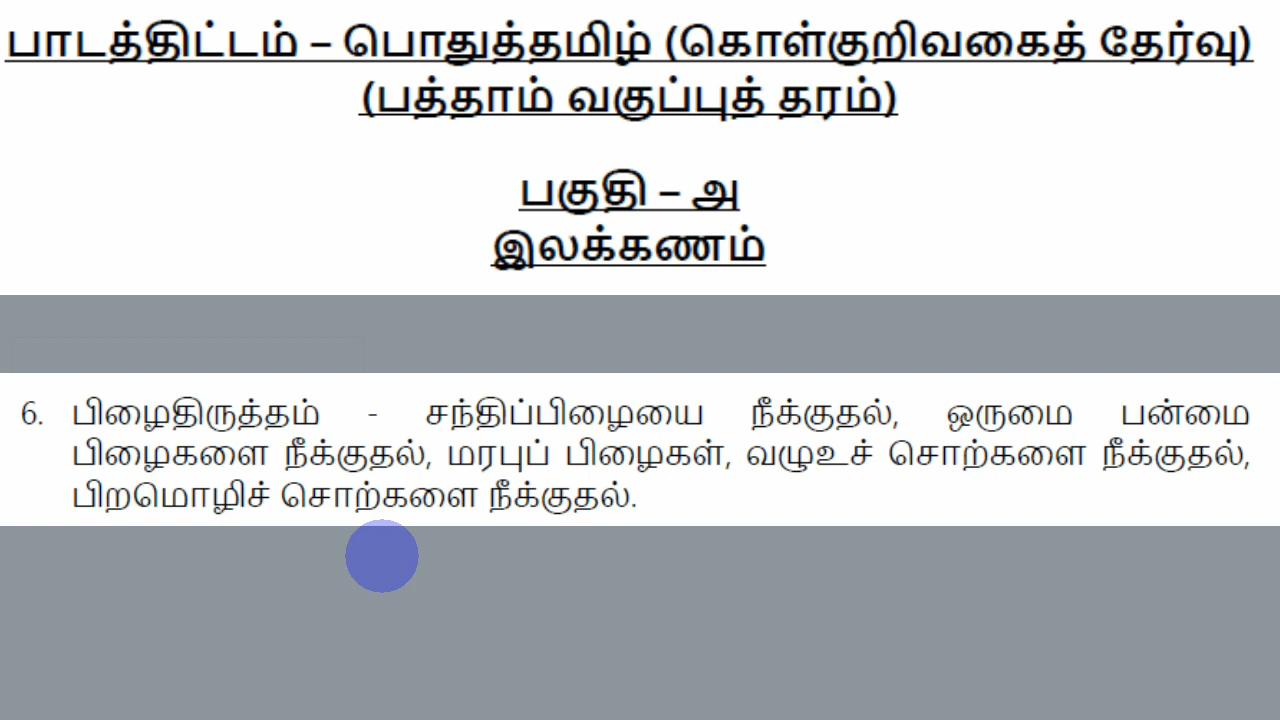 பாடத்திட்டம் – பொதுத்தமிழ் (கொள்குறிவகைத் தேர்வு)
(பத்தாம் வகுப்புத் தரம்)
பகுதி – அ
இலக்கணம்
6. பிழைதிருத்தம் - சந்திப்பிழையை நீக்குதல், ஒருமை பன்மை
பிழைகளை நீக்குதல், மரபுப் பிழைகள், வழுஉச் சொற்களை நீக்குதல்,
பிறமொழிச் சொற்களை நீக்குதல்.